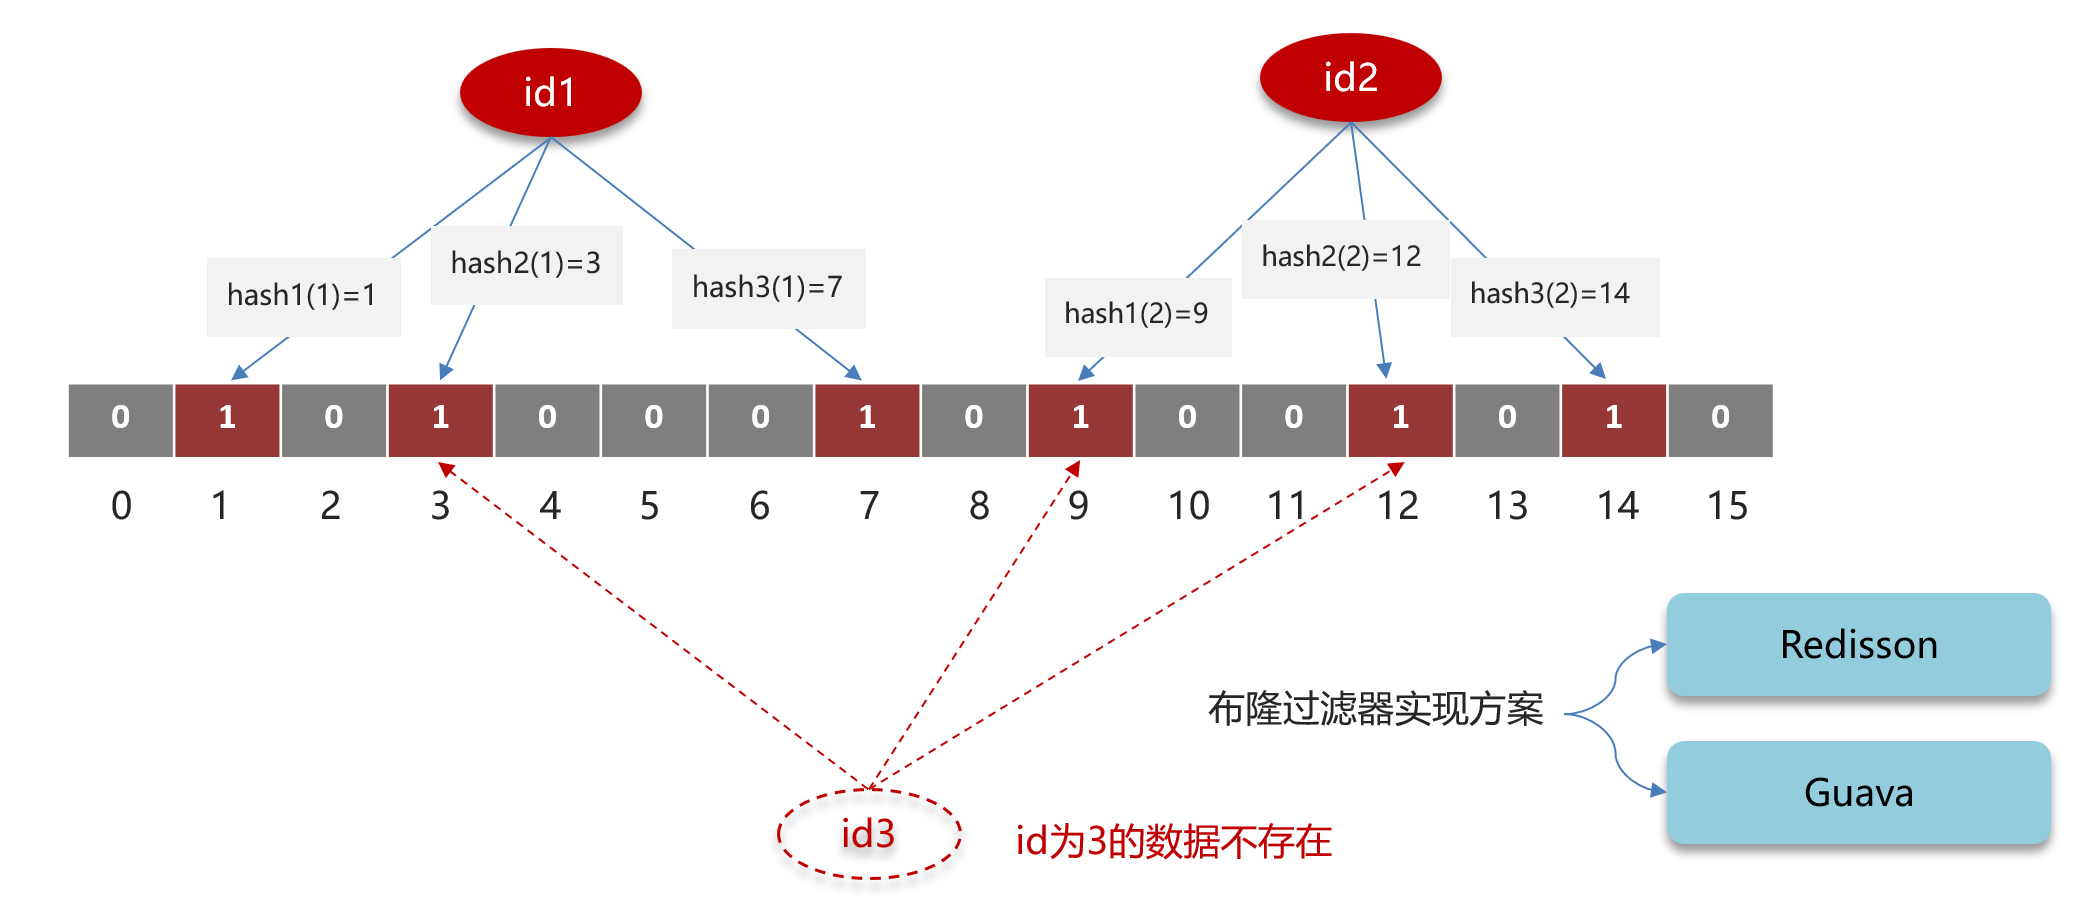 id1
id2
hash1(1)=1
hash2(1)=3
hash3(1)=7
hash1(2)=9
hash2(2)=12
hash3(2)=14
0 1 0 1 0 0 0 1 0 1 0 0 1 0 1 0
0 1 2 3 4 5 6 7 8 9 10 11 12 13 14 15
Redisson
布隆过滤器实现方案
Guava
id3
id为3的数据不存在